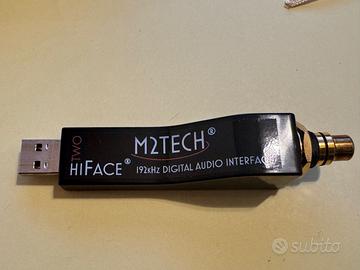 TWO
HIFACE®
M2TECH®
192KHZ DIGITAL AUDIO INTERFACE
subito